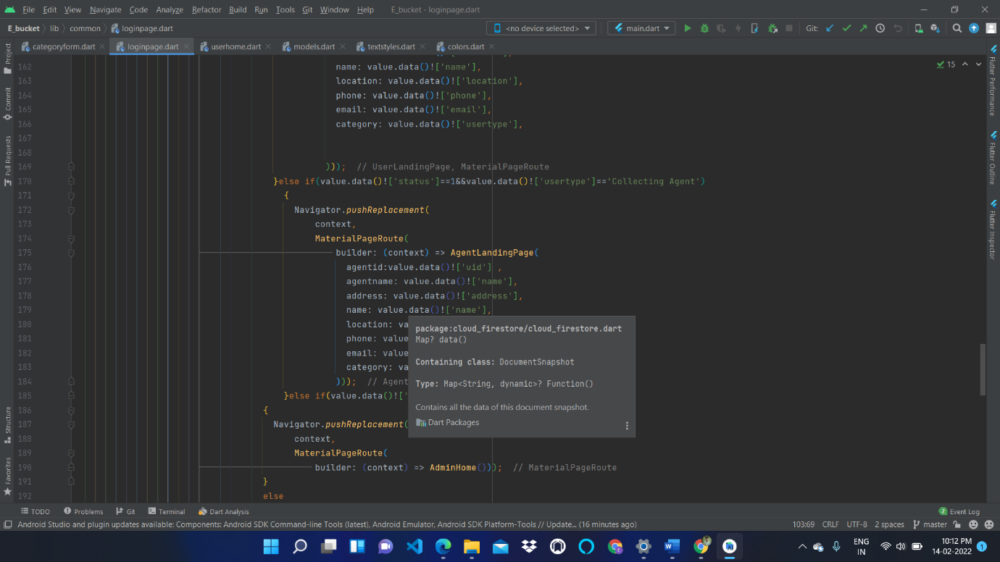 File Edit View Navigate Code Analyze Refactor Build Run Tools Git Window Help E_bucket - loginpage.dart
E_bucket lib common loginpage.dart <no device selected> main.dart Git:
categoryform.dart loginpage.dart userhome.dart models.dart textstyles.dart colors.dart
Project
Commit
Pull Requests
Structure
Favorites
15
162 name: value.data()!['name'],
163 location: value.data()!['location'],
164 phone: value.data()!['phone'],
165 email: value.data()!['email'],
166 category: value.data()!['usertype'],
167
168
169 ))); // UserLandingPage, MaterialPageRoute
170 }else if(value.data()!['status']==1&&value.data()!['usertype']=='Collecting Agent')
171 {
172 Navigator.pushReplacement(
173 context,
174 MaterialPageRoute(
175 builder: (context) => AgentLandingPage(
176 agentid:value.data()!['uid'] ,
177 agentname: value.data()!['name'],
178 address: value.data()!['address'],
179 name: value.data()!['name'],
180 location: va
181 phone: value
182 email: value
183 category: va
184 ))); // Agent
185 }else if(value.data()!['
186 {
187 Navigator.pushReplacement(
188 context,
189 MaterialPageRoute(
190 builder: (context) => AdminHome())); // MaterialPageRoute
191 }
192 else
package:cloud_firestore/cloud_firestore.dart
Map? data()
Containing class: DocumentSnapshot
Type: Map<String, dynamic>? Function()
Contains all the data of this document snapshot.
Dart Packages
Flutter Performance
Flutter Outline
Flutter Inspector
TODO Problems Git Terminal Dart Analysis 2 Event Log
Android Studio and plugin updates available: Components: Android SDK Command-line Tools (latest), Android Emulator, Android SDK Platform-Tools // Update... (16 minutes ago) 103:69 CRLF UTF-8 2 spaces master
ENG
IN
10:12 PM
14-02-2022
1